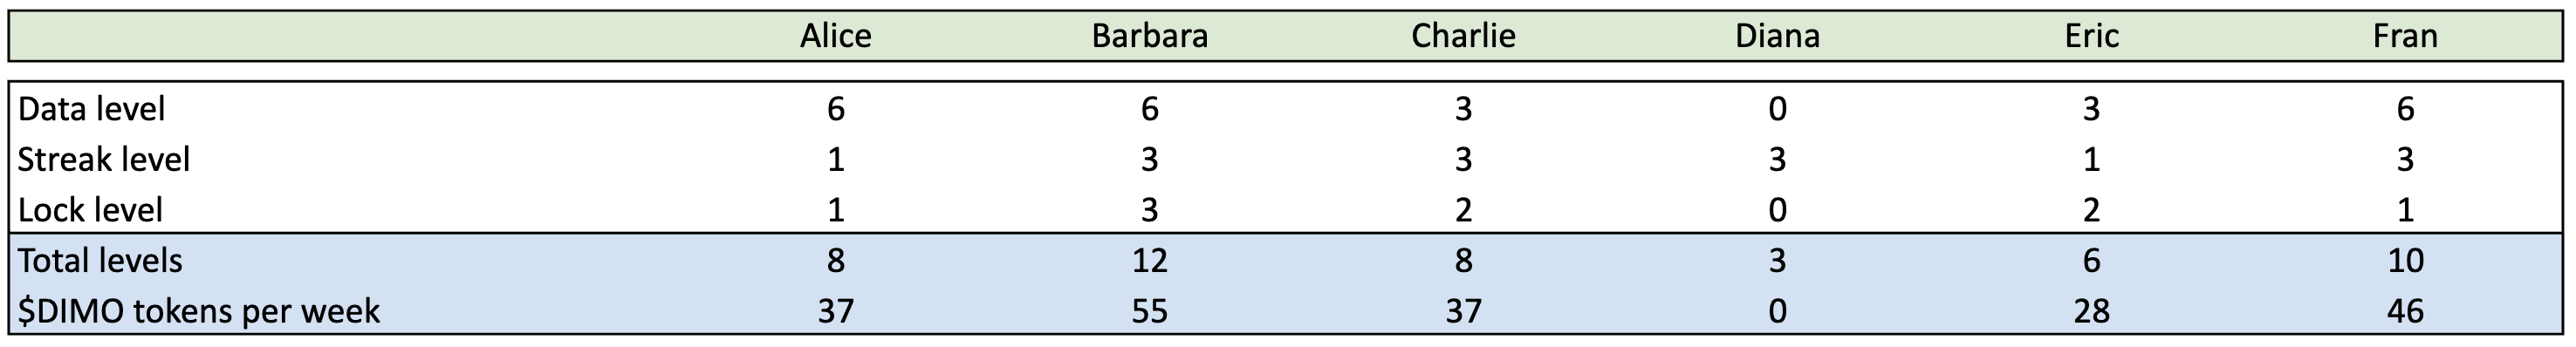 Alice Barbara Charlie Diana Eric Fran
Data level 6 6 3 0 3 6
Streak level 1 3 3 3 1 3
Lock level 1 3 2 0 2 1
Total levels 8 12 8 3 6 10
$DIMO tokens per week 37 55 37 0 28 46